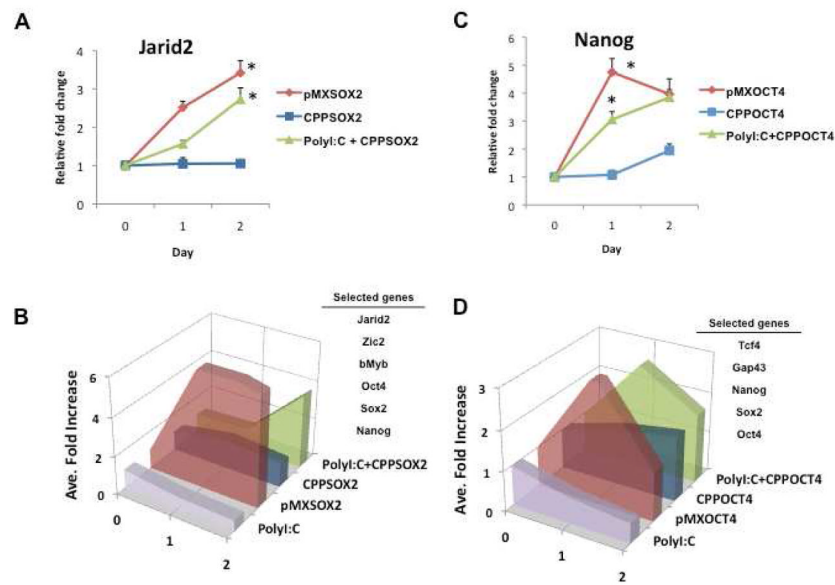 A
Jarid2
Relative fold change
4
3
2
1
0
0 1 2
Day
*
*
pMXSOX2
CPPSOX2
PolyI:C + CPPSOX2
C
Nanog
Relative fold change
6
5
4
3
2
1
0
0 1 2
Day
*
*
pMXOCT4
CPPOCT4
PolyI:C+CPPOCT4
B
Ave. Fold Increase
6
4
2
0
0
1
2
PolyI:C+CPPSOX2
CPPSOX2
pMXSOX2
PolyI:C
Selected genes
Jarid2
Zic2
bMyb
Oct4
Sox2
Nanog
D
Ave. Fold Increase
3
2
1
0
0
1
2
PolyI:C+CPPOCT4
CPPOCT4
pMXOCT4
PolyI:C
Selected genes
Tcf4
Gap43
Nanog
Sox2
Oct4